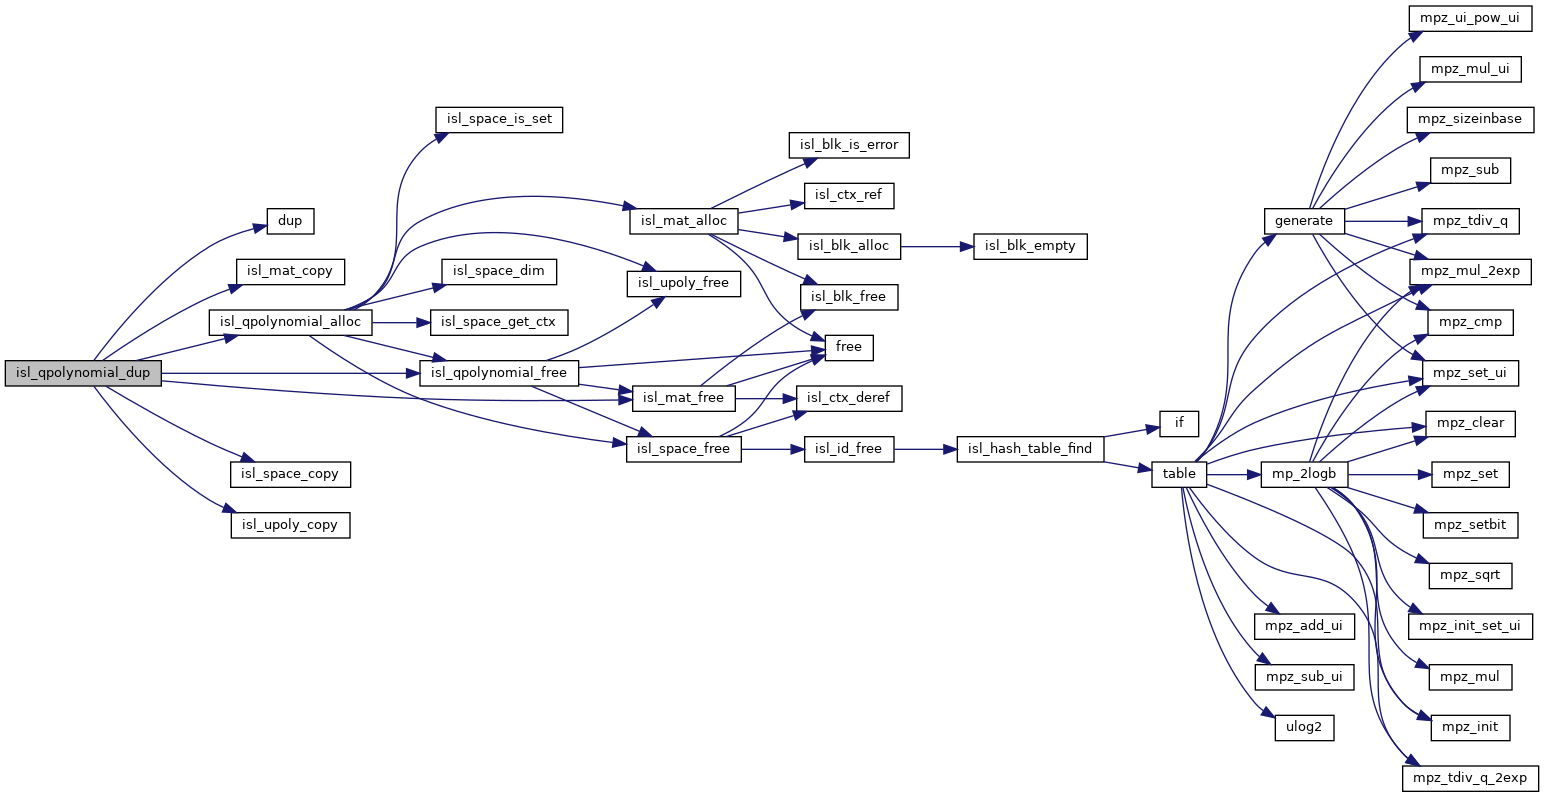 mpz_ui_pow_ui
mpz_mul_ui
isl_space_is_set
mpz_sizeinbase
isl_blk_is_error
mpz_sub
isl_ctx_ref
dup
isl_mat_alloc
generate
mpz_tdiv_q
isl_blk_alloc
isl_blk_empty
isl_mat_copy
isl_space_dim
mpz_mul_2exp
isl_upoly_free
isl_blk_free
isl_qpolynomial_alloc
isl_space_get_ctx
mpz_cmp
free
isl_qpolynomial_dup
isl_qpolynomial_free
mpz_set_ui
isl_mat_free
isl_ctx_deref
if
mpz_clear
isl_space_free
isl_id_free
isl_hash_table_find
isl_space_copy
table
mp_2logb
mpz_set
isl_upoly_copy
mpz_setbit
mpz_sqrt
mpz_add_ui
mpz_init_set_ui
mpz_sub_ui
mpz_mul
ulog2
mpz_init
mpz_tdiv_q_2exp